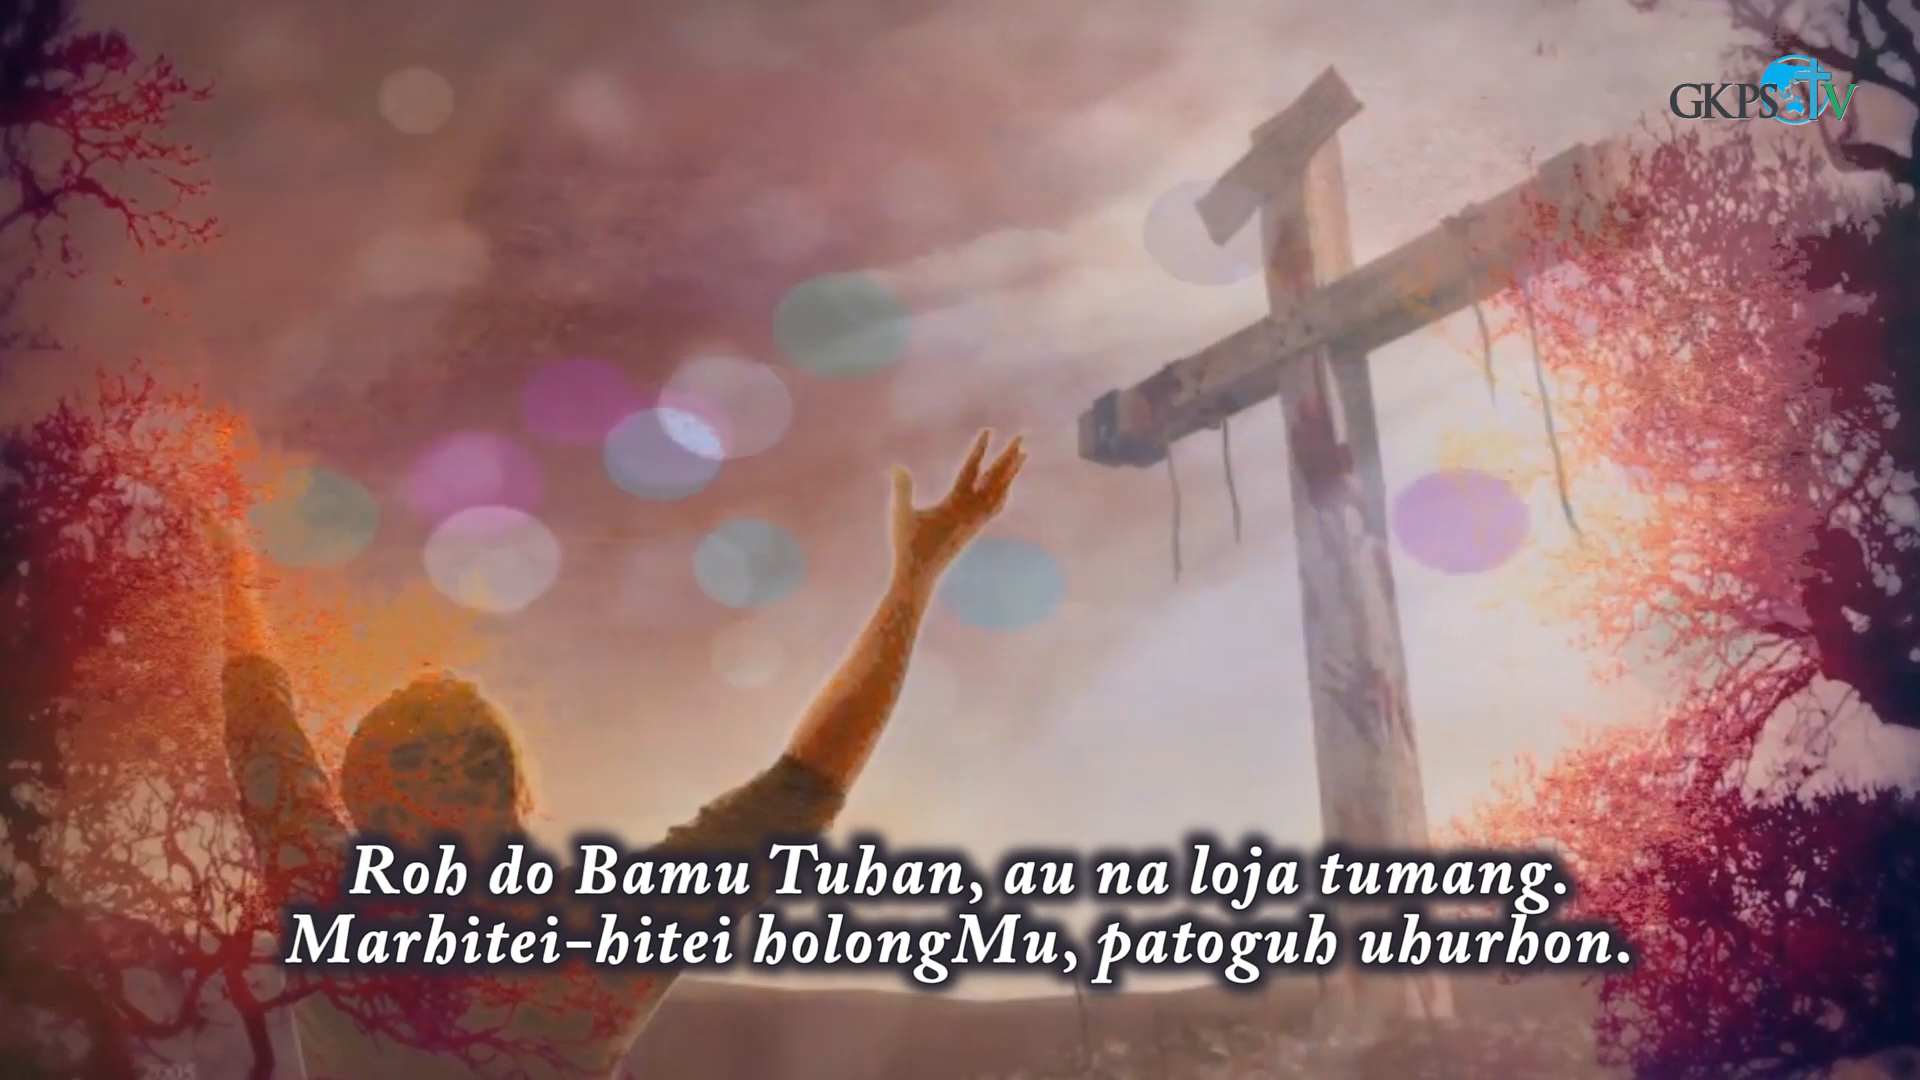 GKPS TV
Roh do Bamu Tuhan, au na loja tumang.
Marhitei-hitei holongMu, patoguh uhurhon.